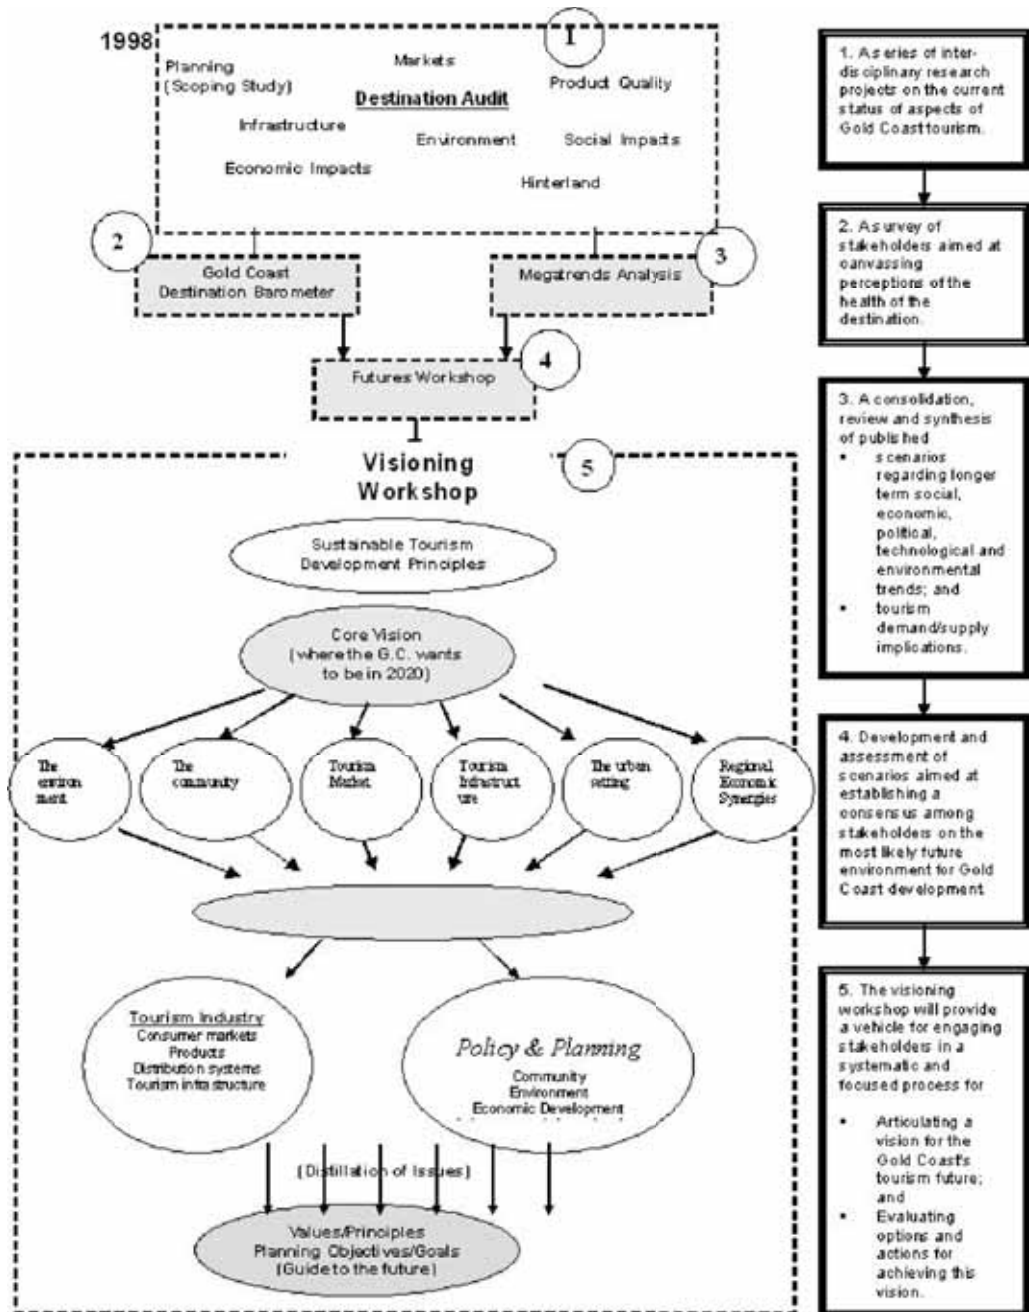 1998
1
Planning
(Scoping Study)
Markets
Product Quality
Destination Audit
Infrastructure
Environment
Social Impacts
Economic Impacts
Hinterland
2
Gold Coast
Destination Barometer
3
Megatrends Analysis
4
Futures Workshop
5
Visioning
Workshop
Sustainable Tourism
Development Principles
Core Vision
(where the G.C. wants
to be in 2020)
The
environ
ment
The
community
Tourism
Market
Tourism
Infrastruct
ure
The urban
setting
Regional
Economic
Synergies
Tourism Industry
Consumer markets
Products
Distribution systems
Tourism infrastructure
Policy & Planning
Community
Environment
Economic Development
(Distillation of Issues)
Values/Principles
Planning Objectives/Goals
(Guide to the future)
1. A series of inter-
disciplinary research
projects on the current
status of aspects of
Gold Coast tourism.
2. A survey of
stakeholders aimed at
canvassing
perceptions of the
health of the
destination.
3. A consolidation,
review and synthesis
of published
▪ scenarios
regarding longer
term social,
economic,
political,
technological and
environmental
trends; and
▪ tourism
demand/supply
implications.
4. Development and
assessment of
scenarios aimed at
establishing a
consensus among
stakeholders on the
most likely future
environment for Gold
Coast development.
5. The visioning
workshop will provide
a vehicle for engaging
stakeholders in a
systematic and
focused process for
▪ Articulating a
vision for the
Gold Coast's
tourism future;
and
▪ Evaluating
options and
actions for
achieving this
vision.